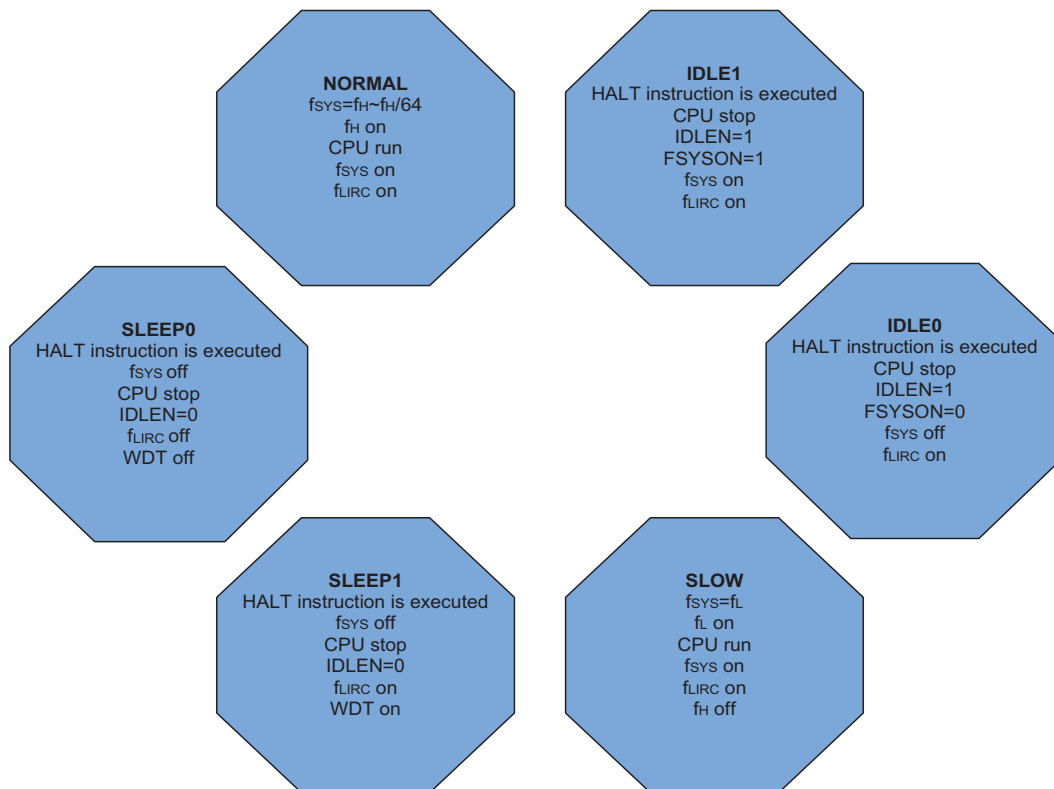 NORMAL
fSYS=fH~fH/64
fH on
CPU run
fSYS on
fLIRC on
IDLE1
HALT instruction is executed
CPU stop
IDLEN=1
FSYSON=1
fSYS on
fLIRC on
SLEEP0
HALT instruction is executed
fSYS off
CPU stop
IDLEN=0
fLIRC off
WDT off
IDLE0
HALT instruction is executed
CPU stop
IDLEN=1
FSYSON=0
fSYS off
fLIRC on
SLEEP1
HALT instruction is executed
fSYS off
CPU stop
IDLEN=0
fLIRC on
WDT on
SLOW
fSYS=fL
fL on
CPU run
fSYS on
fLIRC on
fH off